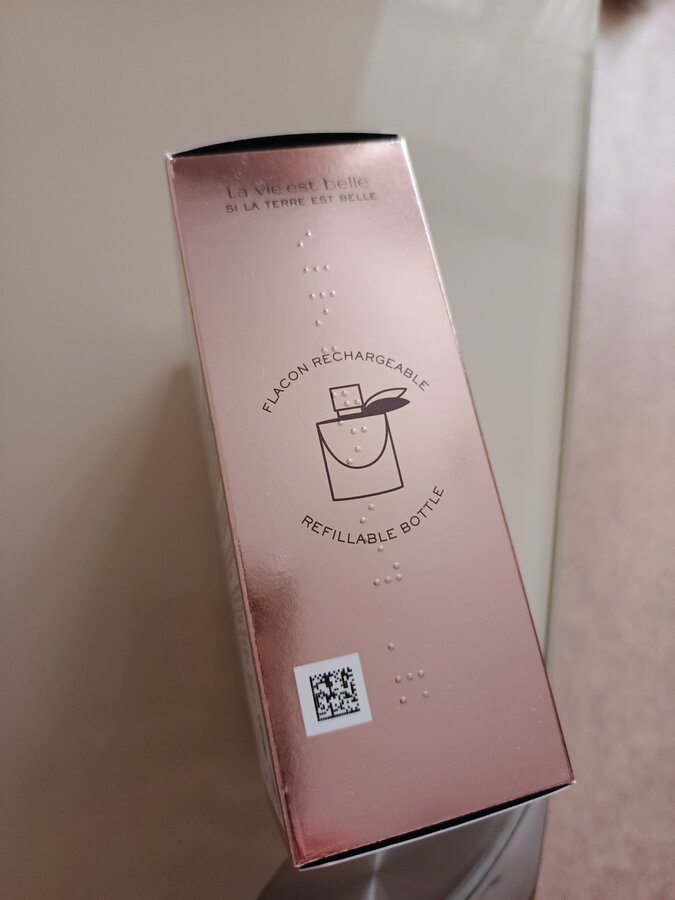 La vie est belle
SI LA TERRE EST BELLE
FLACON RECHARGEABLE
REFILLABLE BOTTLE